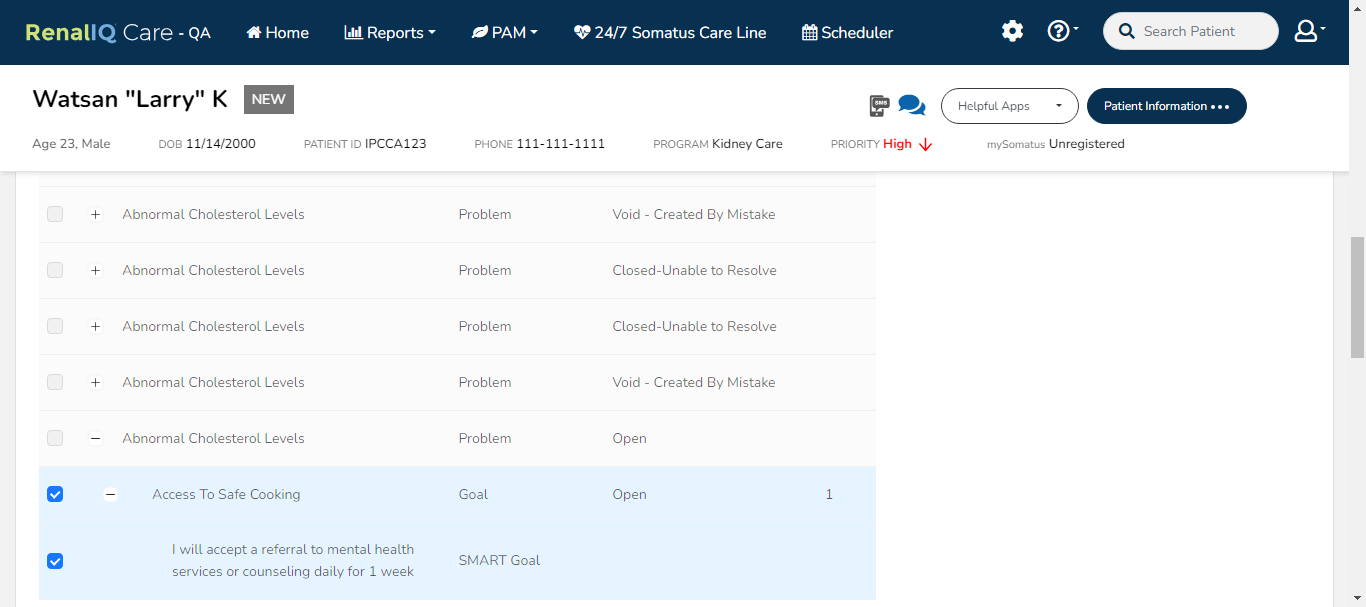 RenalIQ Care - QA Home Reports PAM 24/7 Somatus Care Line Scheduler Search Patient
Watsan "Larry" K NEW
SMS Helpful Apps Patient Information
Age 23, Male DOB 11/14/2000 PATIENT ID IPCCA123 PHONE 111-111-1111 PROGRAM Kidney Care PRIORITY High mySomatus Unregistered
+ Abnormal Cholesterol Levels Problem Void - Created By Mistake
+ Abnormal Cholesterol Levels Problem Closed-Unable to Resolve
+ Abnormal Cholesterol Levels Problem Closed-Unable to Resolve
+ Abnormal Cholesterol Levels Problem Void - Created By Mistake
− Abnormal Cholesterol Levels Problem Open
− Access To Safe Cooking Goal Open 1
I will accept a referral to mental health
services or counseling daily for 1 week
SMART Goal